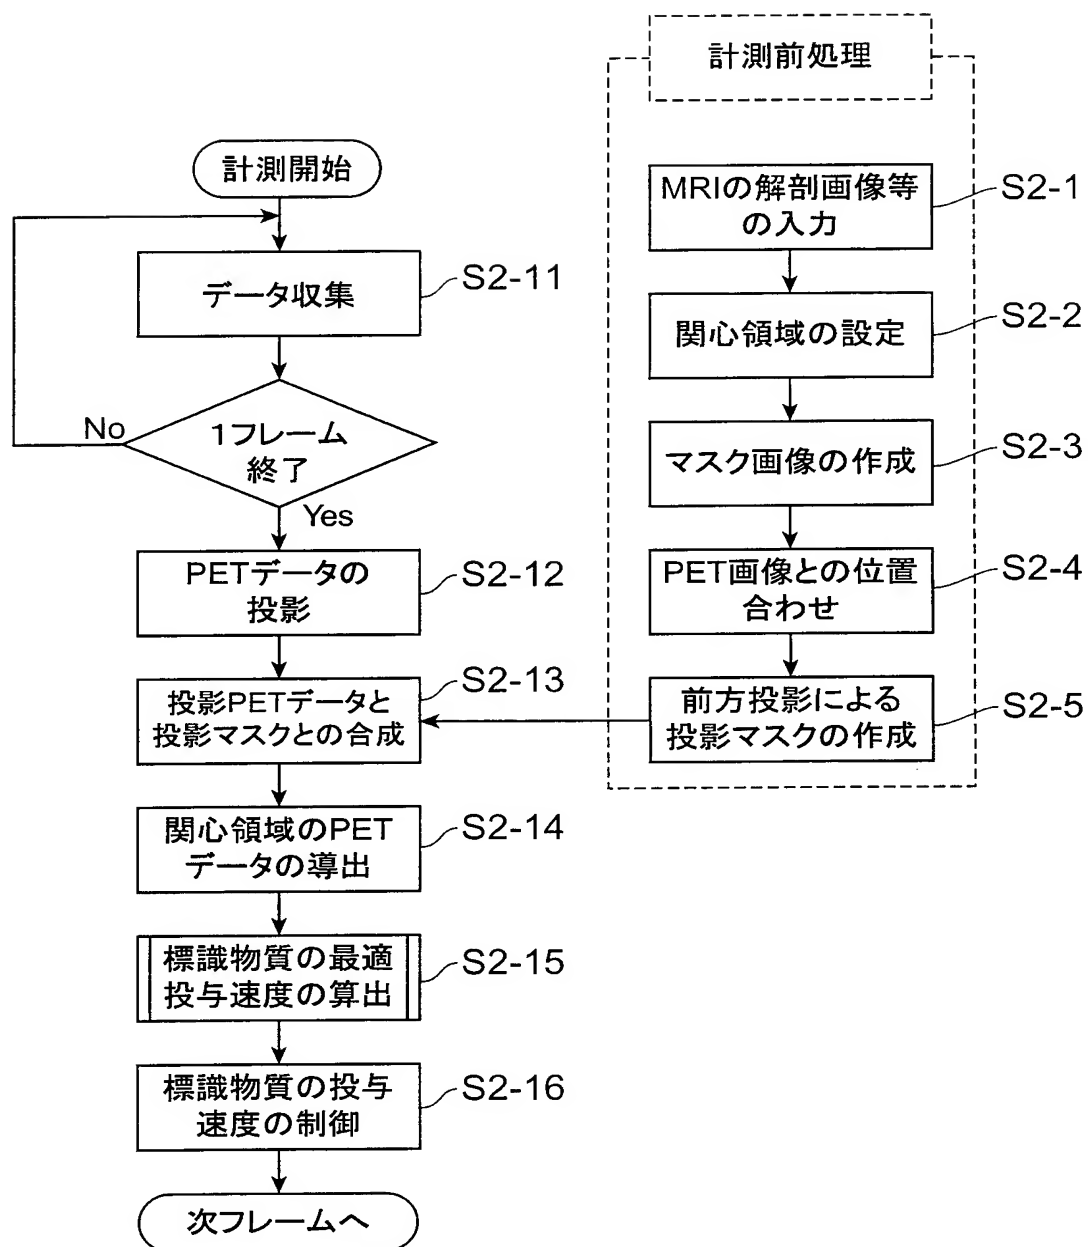 計測前処理
MRIの解剖画像等
の入力
S2-1
関心領域の設定
S2-2
マスク画像の作成
S2-3
PET画像との位置
合わせ
S2-4
前方投影による
投影マスクの作成
S2-5
計測開始
データ収集
S2-11
1フレーム
終了
No
Yes
PETデータの
投影
S2-12
投影PETデータと
投影マスクとの合成
S2-13
関心領域のPET
データの導出
S2-14
標識物質の最適
投与速度の算出
S2-15
標識物質の投与
速度の制御
S2-16
次フレームへ